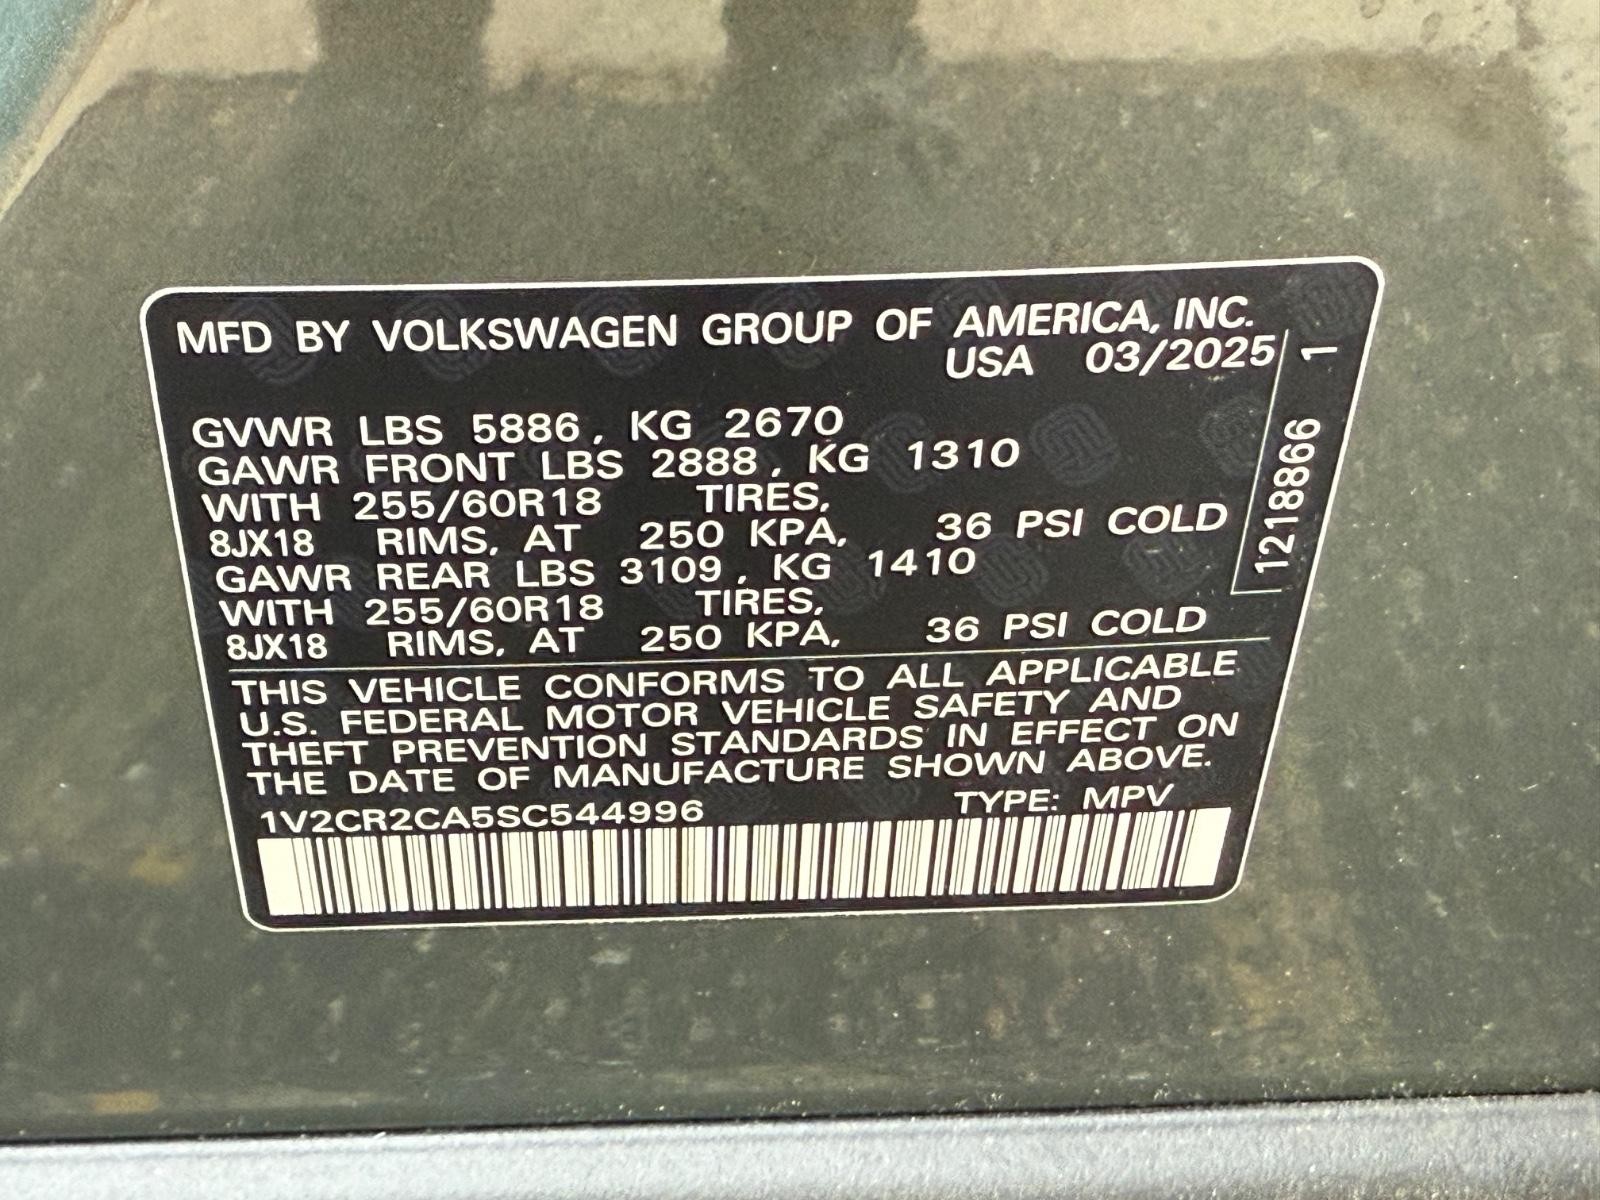 MFD BY VOLKSWAGEN GROUP OF AMERICA, INC.
USA 03/2025
GVWR LBS 5886, KG 2670
GAWR FRONT LBS 2888, KG 1310
WITH 255/60R18 TIRES,
8JX18 RIMS, AT 250 KPA, 36 PSI COLD
GAWR REAR LBS 3109, KG 1410
WITH 255/60R18 TIRES,
8JX18 RIMS, AT 250 KPA, 36 PSI COLD
THIS VEHICLE CONFORMS TO ALL APPLICABLE
U.S. FEDERAL MOTOR VEHICLE SAFETY AND
THEFT PREVENTION STANDARDS IN EFFECT ON
THE DATE OF MANUFACTURE SHOWN ABOVE.
1V2CR2CA5SC544996 TYPE: MPV
1218866 1